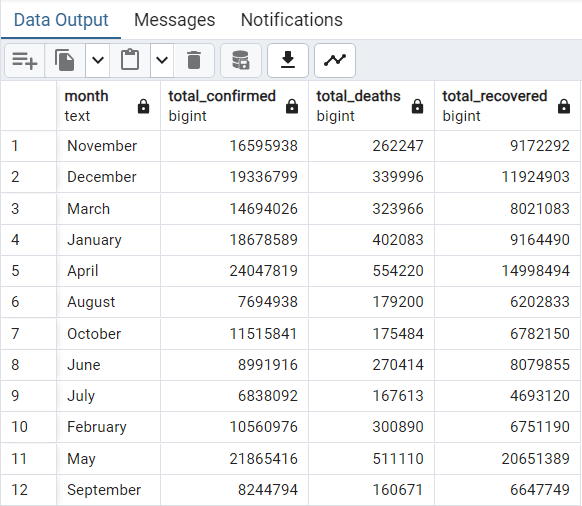 Data Output Messages Notifications
month total_confirmed total_deaths total_recovered
text bigint bigint bigint
1 November 16595938 262247 9172292
2 December 19336799 339996 11924903
3 March 14694026 323966 8021083
4 January 18678589 402083 9164490
5 April 24047819 554220 14998494
6 August 7694938 179200 6202833
7 October 11515841 175484 6782150
8 June 8991916 270414 8079855
9 July 6838092 167613 4693120
10 February 10560976 300890 6751190
11 May 21865416 511110 20651389
12 September 8244794 160671 6647749